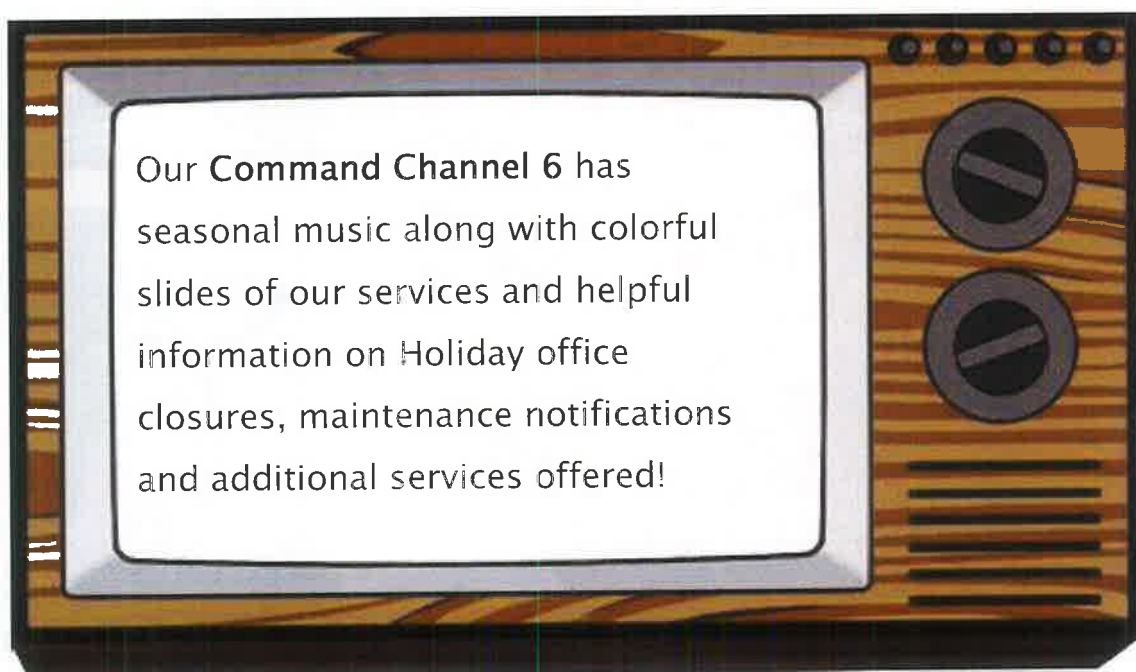 Our Command Channel 6 has
seasonal music along with colorful
slides of our services and helpful
information on Holiday office
closures, maintenance notifications
and additional services offered!